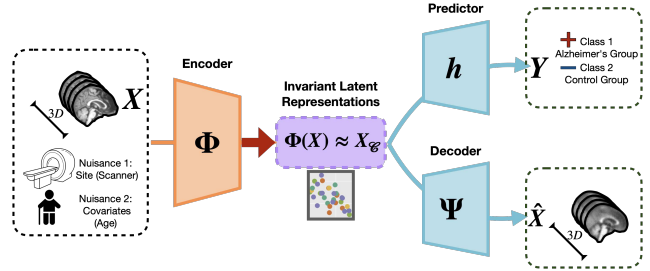 Predictor
Encoder
h
Y
Class 1
Alzheimer's Group
Class 2
Control Group
X
3D
Invariant Latent
Representations
Φ
Φ(X) ≈ X𝒞
Nuisance 1:
Site (Scanner)
Nuisance 2:
Covariates
(Age)
Decoder
Ψ
X̂
3D